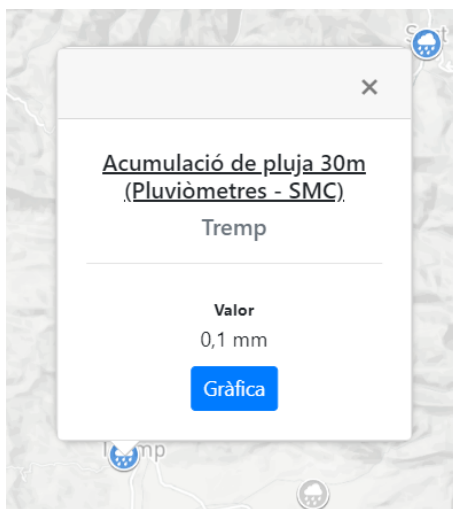 ×
Acumulació de pluja 30m
(Pluviòmetres - SMC)
Tremp
Valor
0,1 mm
Gràfica